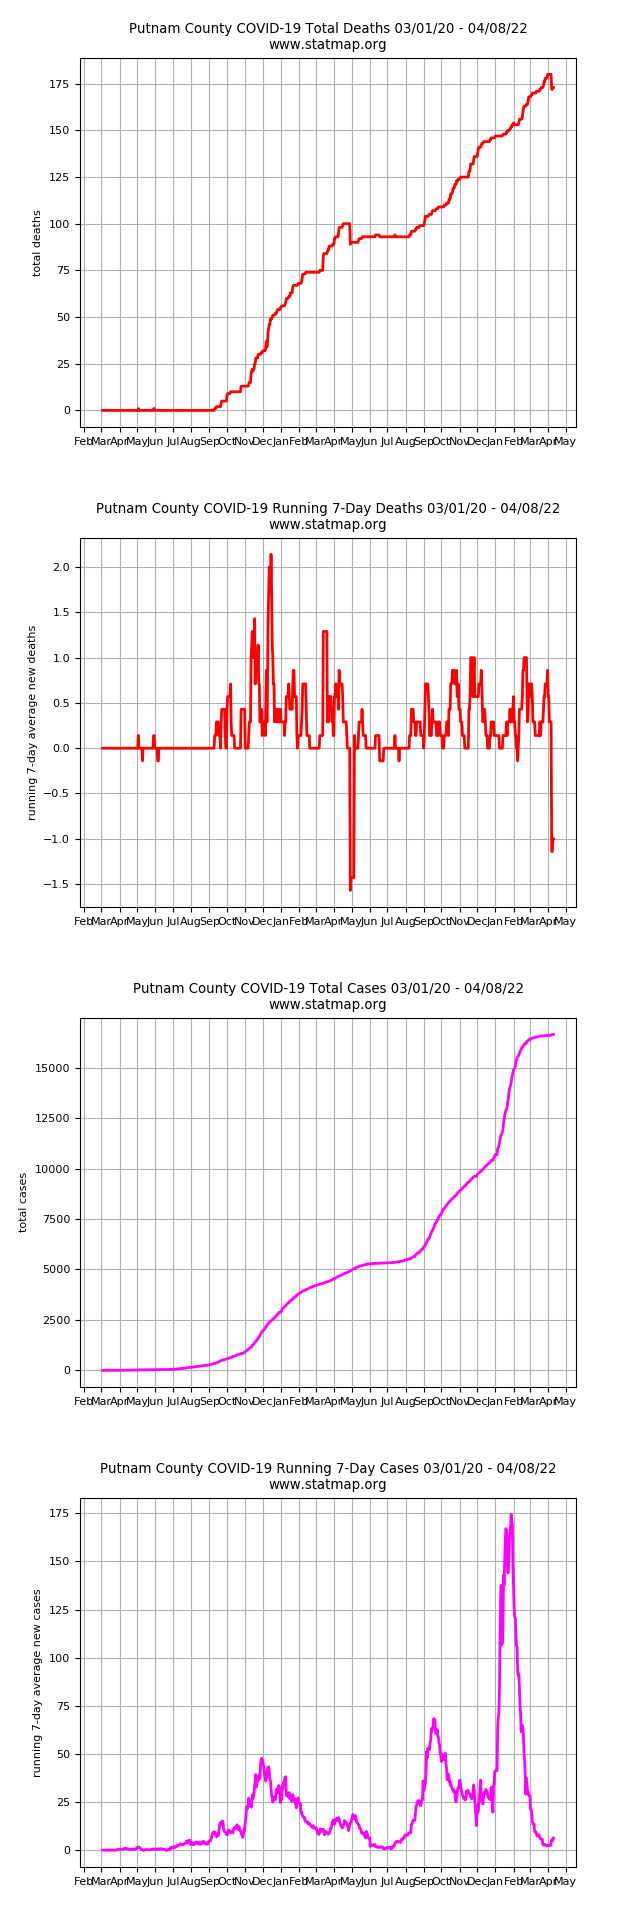 Putnam County COVID-19 Total Deaths 03/01/20 - 04/08/22
www.statmap.org
175
150
125
100
75
50
25
0
total deaths
Feb Mar Apr May Jun Jul Aug Sep Oct Nov Dec Jan Feb Mar Apr May Jun Jul Aug Sep Oct Nov Dec Jan Feb Mar Apr May
Putnam County COVID-19 Running 7-Day Deaths 03/01/20 - 04/08/22
www.statmap.org
2.0
1.5
1.0
0.5
0.0
−0.5
−1.0
−1.5
running 7-day average new deaths
Feb Mar Apr May Jun Jul Aug Sep Oct Nov Dec Jan Feb Mar Apr May Jun Jul Aug Sep Oct Nov Dec Jan Feb Mar Apr May
Putnam County COVID-19 Total Cases 03/01/20 - 04/08/22
www.statmap.org
15000
12500
10000
7500
5000
2500
0
total cases
Feb Mar Apr May Jun Jul Aug Sep Oct Nov Dec Jan Feb Mar Apr May Jun Jul Aug Sep Oct Nov Dec Jan Feb Mar Apr May
Putnam County COVID-19 Running 7-Day Cases 03/01/20 - 04/08/22
www.statmap.org
175
150
125
100
75
50
25
0
running 7-day average new cases
Feb Mar Apr May Jun Jul Aug Sep Oct Nov Dec Jan Feb Mar Apr May Jun Jul Aug Sep Oct Nov Dec Jan Feb Mar Apr May